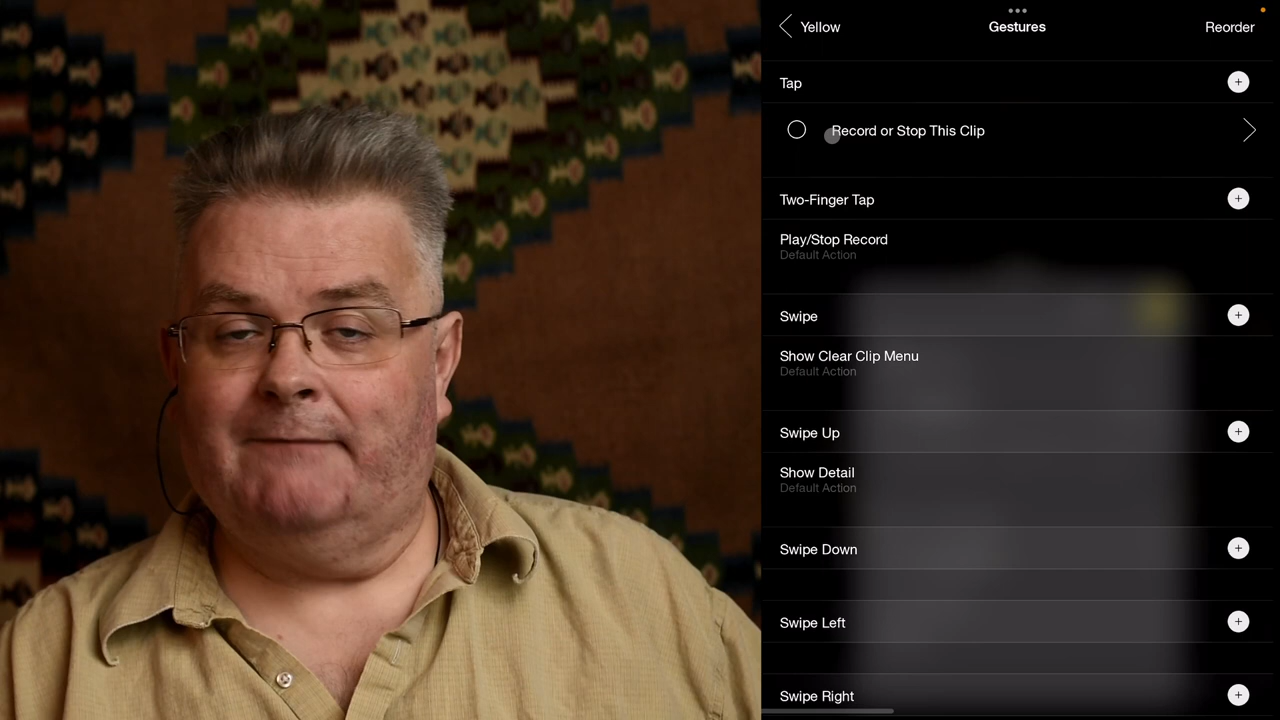 Yellow
Gestures
Reorder
Tap
Record or Stop This Clip
Two-Finger Tap
Play/Stop Record
Default Action
Swipe
Show Clear Clip Menu
Default Action
Swipe Up
Show Detail
Default Action
Swipe Down
Swipe Left
Swipe Right